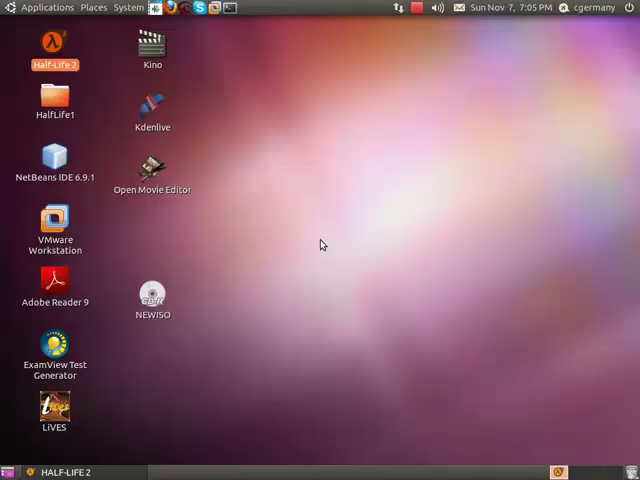 Applications Places System
Sun Nov 7, 7:05 PM
cgermany
Half-Life 2
HalfLife1
NetBeans IDE 6.9.1
VMware
Workstation
Adobe Reader 9
ExamView Test
Generator
LiVES
Kino
Kdenlive
Open Movie Editor
CD-R
NEWISO
HALF-LIFE 2